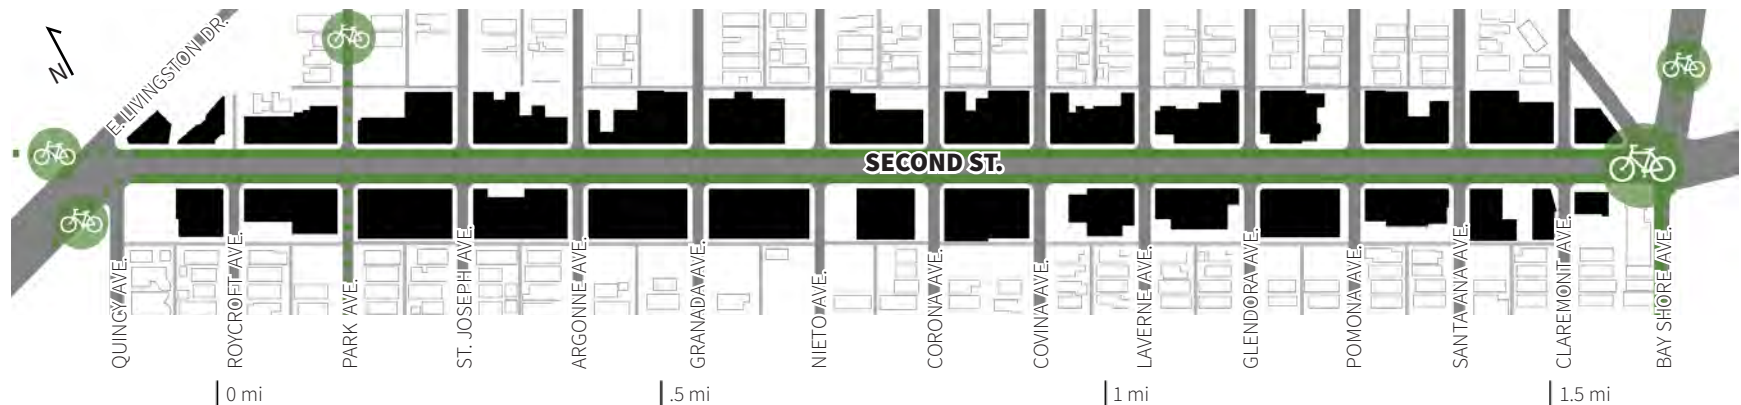 N
E. LIVINGSTON DR.
SECOND ST.
QUINCY AVE.
ROYCROFT AVE.
PARK AVE.
ST. JOSEPH AVE.
ARGONNE AVE.
GRANADA AVE.
NIETO AVE.
CORONA AVE.
COVINA AVE.
LAVERNE AVE.
GLENDORA AVE.
POMONA AVE.
SANTA ANA AVE.
CLAREMONT AVE.
BAY SHORE AVE.
0 mi
.5 mi
1 mi
1.5 mi